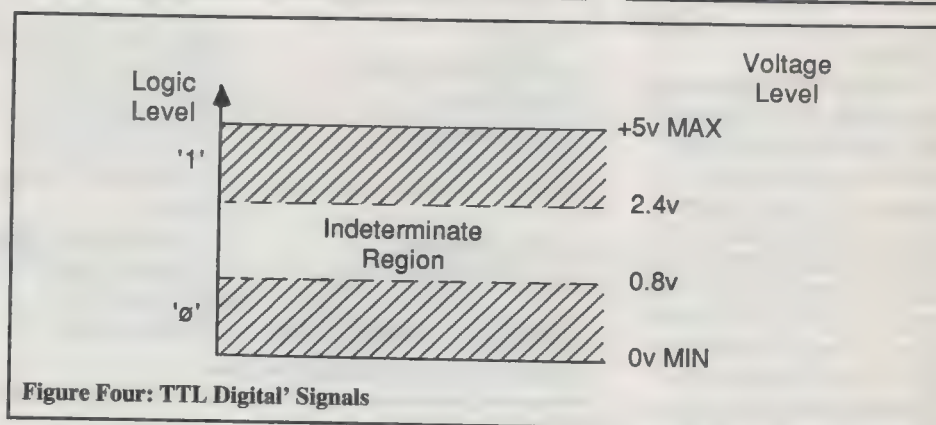 Logic
Level
Voltage
Level
+5v MAX
'1'
2.4v
Indeterminate
Region
0.8v
'ø'
0v MIN
Figure Four: TTL Digital' Signals